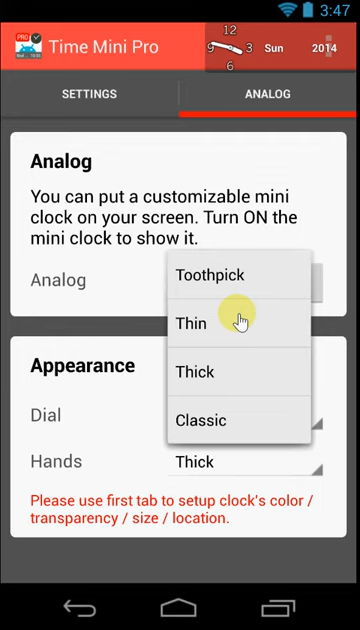 3:47
PRO
Time Mini Pro
12
9 3
6
Sun
2014
SETTINGS
ANALOG
Analog
You can put a customizable mini
clock on your screen. Turn ON the
mini clock to show it.
Analog
Toothpick
Thin
Thick
Classic
Appearance
Dial
Hands
Thick
Please use first tab to setup clock's color /
transparency / size / location.